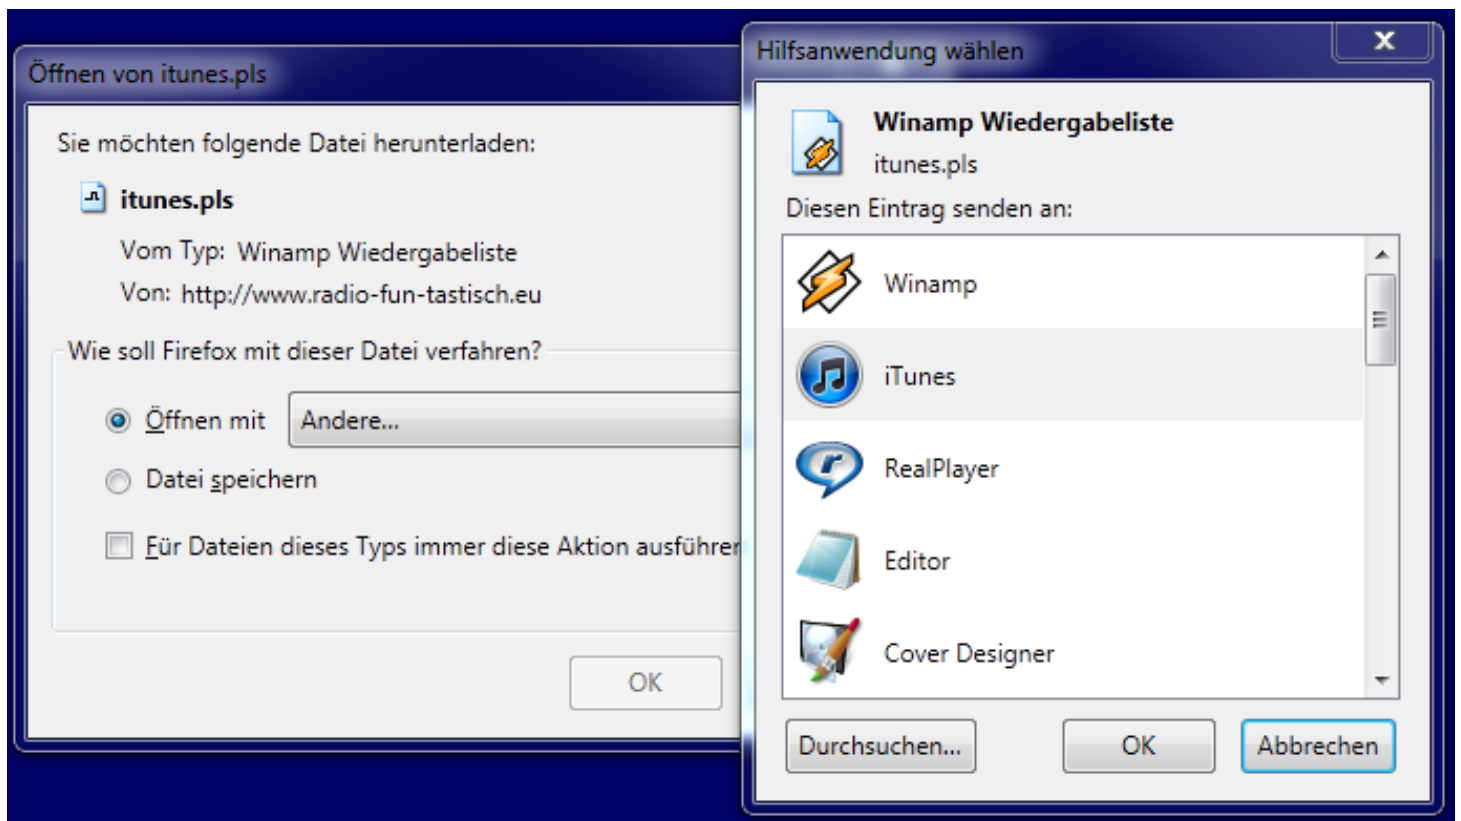 Öffnen von itunes.pls
Sie möchten folgende Datei herunterladen:
itunes.pls
Vom Typ: Winamp Wiedergabeliste
Von: http://www.radio-fun-tastisch.eu
Wie soll Firefox mit dieser Datei verfahren?
Öffnen mit Andere...
Datei speichern
Für Dateien dieses Typs immer diese Aktion ausführen
OK
Hilfsanwendung wählen
Winamp Wiedergabeliste
itunes.pls
Diesen Eintrag senden an:
Winamp
iTunes
RealPlayer
Editor
Cover Designer
Durchsuchen... OK Abbrechen